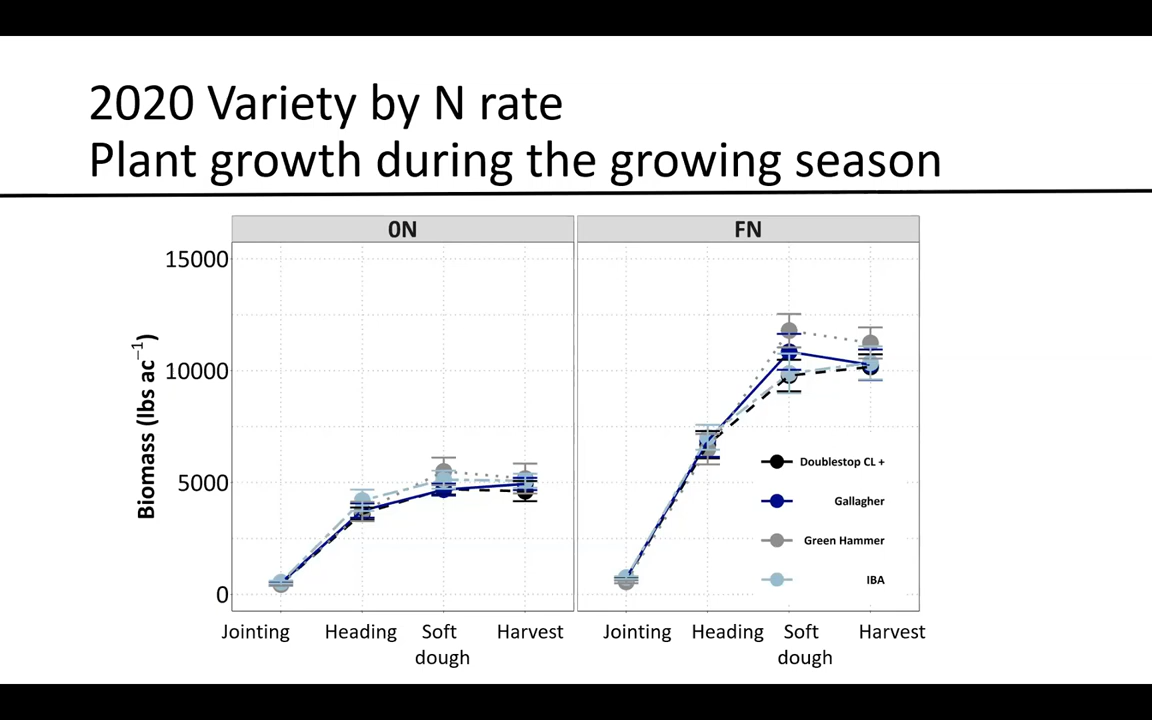 2020 Variety by N rate
Plant growth during the growing season
0N
FN
15000
10000
5000
0
Biomass (lbs ac⁻¹)
Doublestop CL +
Gallagher
Green Hammer
IBA
Jointing Heading Soft dough Harvest
Jointing Heading Soft dough Harvest